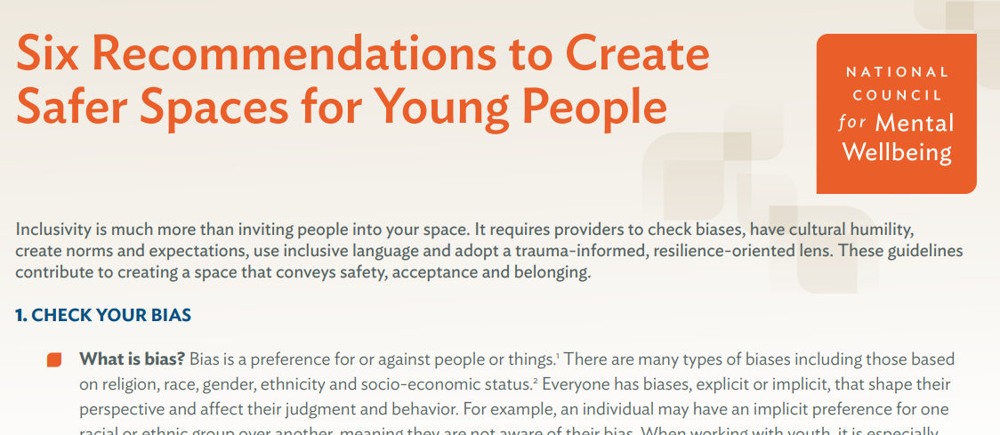 Six Recommendations to Create
Safer Spaces for Young People
NATIONAL
COUNCIL
for Mental
Wellbeing
Inclusivity is much more than inviting people into your space. It requires providers to check biases, have cultural humility,
create norms and expectations, use inclusive language and adopt a trauma-informed, resilience-oriented lens. These guidelines
contribute to creating a space that conveys safety, acceptance and belonging.
1. CHECK YOUR BIAS
What is bias? Bias is a preference for or against people or things.¹ There are many types of biases including those based
on religion, race, gender, ethnicity and socio-economic status.² Everyone has biases, explicit or implicit, that shape their
perspective and affect their judgment and behavior. For example, an individual may have an implicit preference for one
racial or ethnic group over another, meaning they are not aware of their bias. When working with youth, it is especially